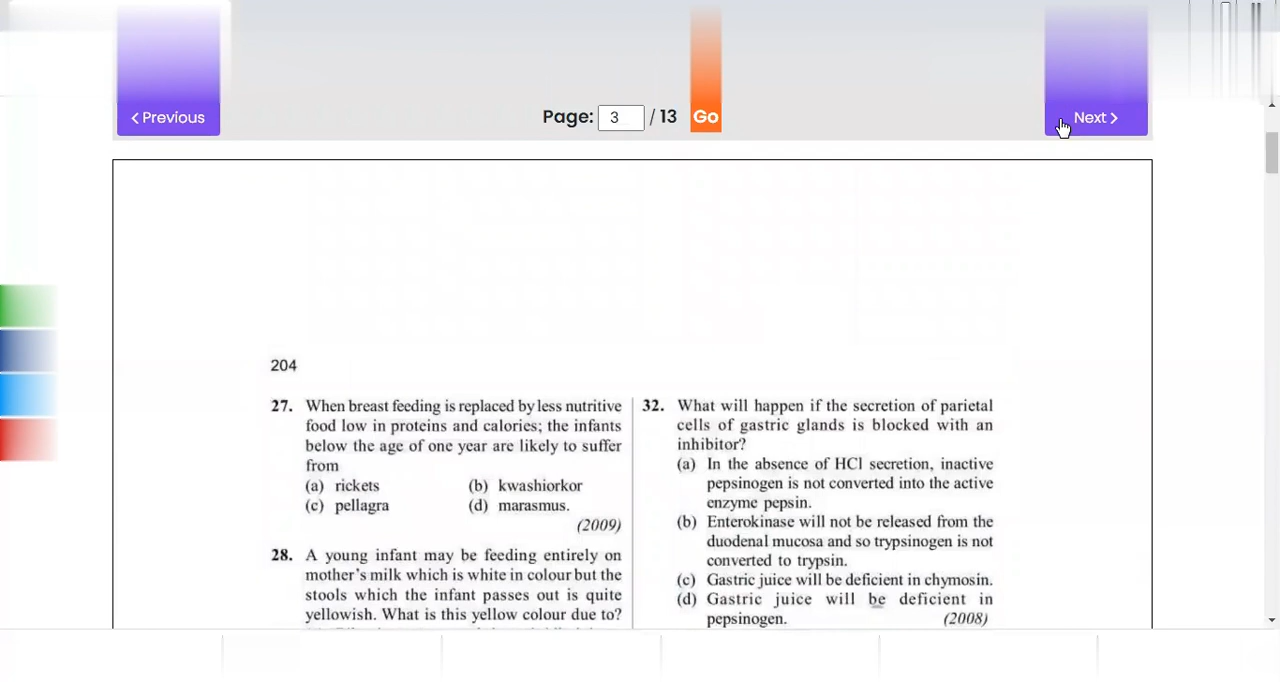 Previous
Page: 3 / 13 Go
Next
204
27. When breast feeding is replaced by less nutritive
food low in proteins and calories; the infants
below the age of one year are likely to suffer
from
(a) rickets (b) kwashiorkor
(c) pellagra (d) marasmus.
(2009)
28. A young infant may be feeding entirely on
mother's milk which is white in colour but the
stools which the infant passes out is quite
yellowish. What is this yellow colour due to?
32. What will happen if the secretion of parietal
cells of gastric glands is blocked with an
inhibitor?
(a) In the absence of HCl secretion, inactive
pepsinogen is not converted into the active
enzyme pepsin.
(b) Enterokinase will not be released from the
duodenal mucosa and so trypsinogen is not
converted to trypsin.
(c) Gastric juice will be deficient in chymosin.
(d) Gastric juice will be deficient in
pepsinogen. (2008)